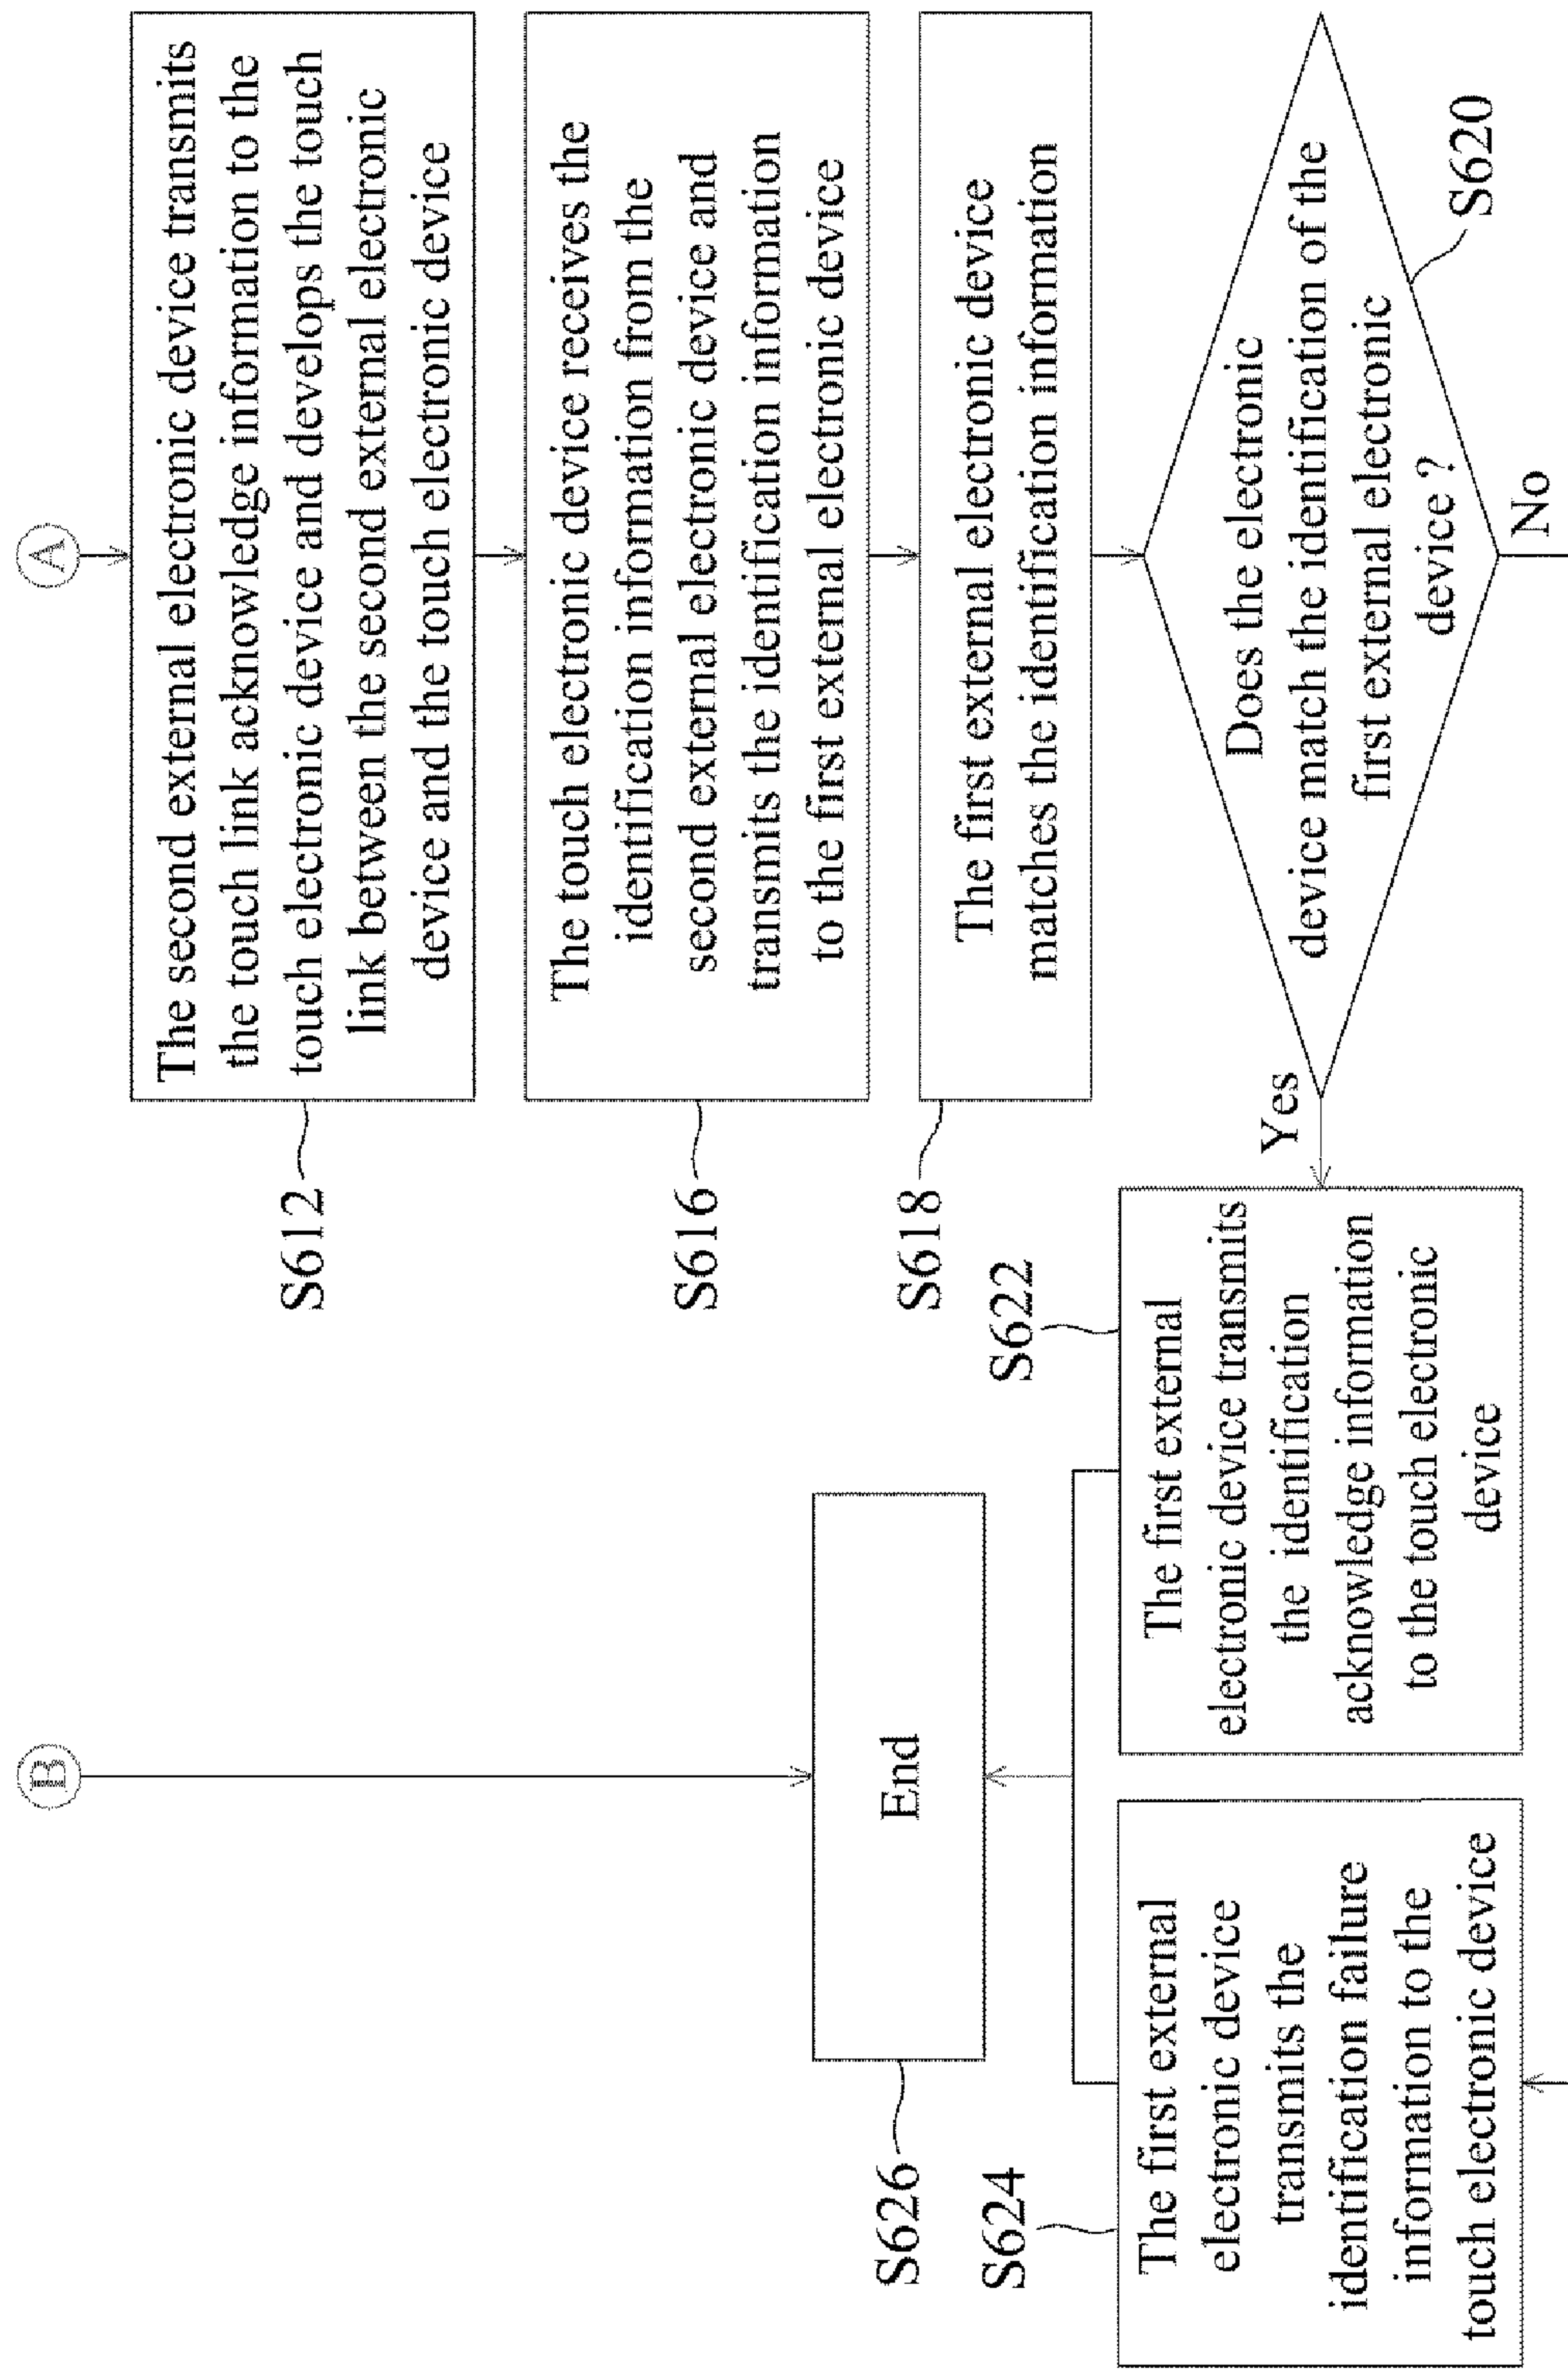 A
The second external electronic device transmits
the touch link acknowledge information to the
touch electronic device and develops the touch
link between the second external electronic
device and the touch electronic device
S612
The touch electronic device receives the
identification information from the
second external electronic device and
transmits the identification information
to the first external electronic device
S616
The first external electronic device
matches the identification information
S618
Does the electronic
device match the identification of the
first external electronic
device ?
S620
Yes
No
S622
The first external
electronic device transmits
the identification
acknowledge information
to the touch electronic
device
B
End
S626
S624
The first external
electronic device
transmits the
identification failure
information to the
touch electronic device